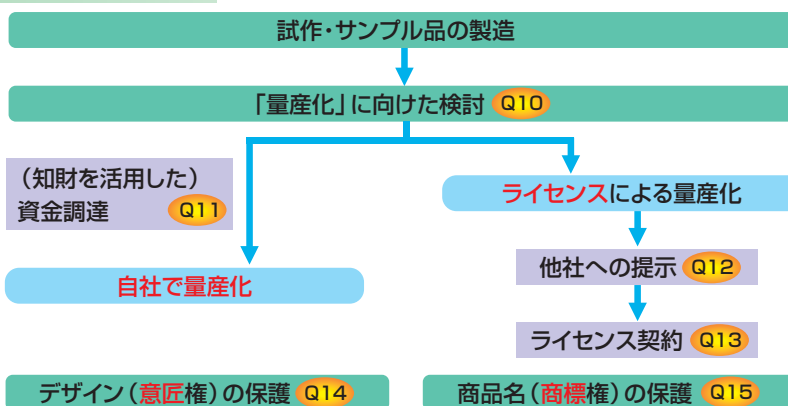 試作・サンプル品の製造
「量産化」に向けた検討 Q10
（知財を活用した）
資金調達 Q11
自社で量産化
ライセンスによる量産化
他社への提示 Q12
ライセンス契約 Q13
デザイン（意匠権）の保護 Q14
商品名（商標権）の保護 Q15